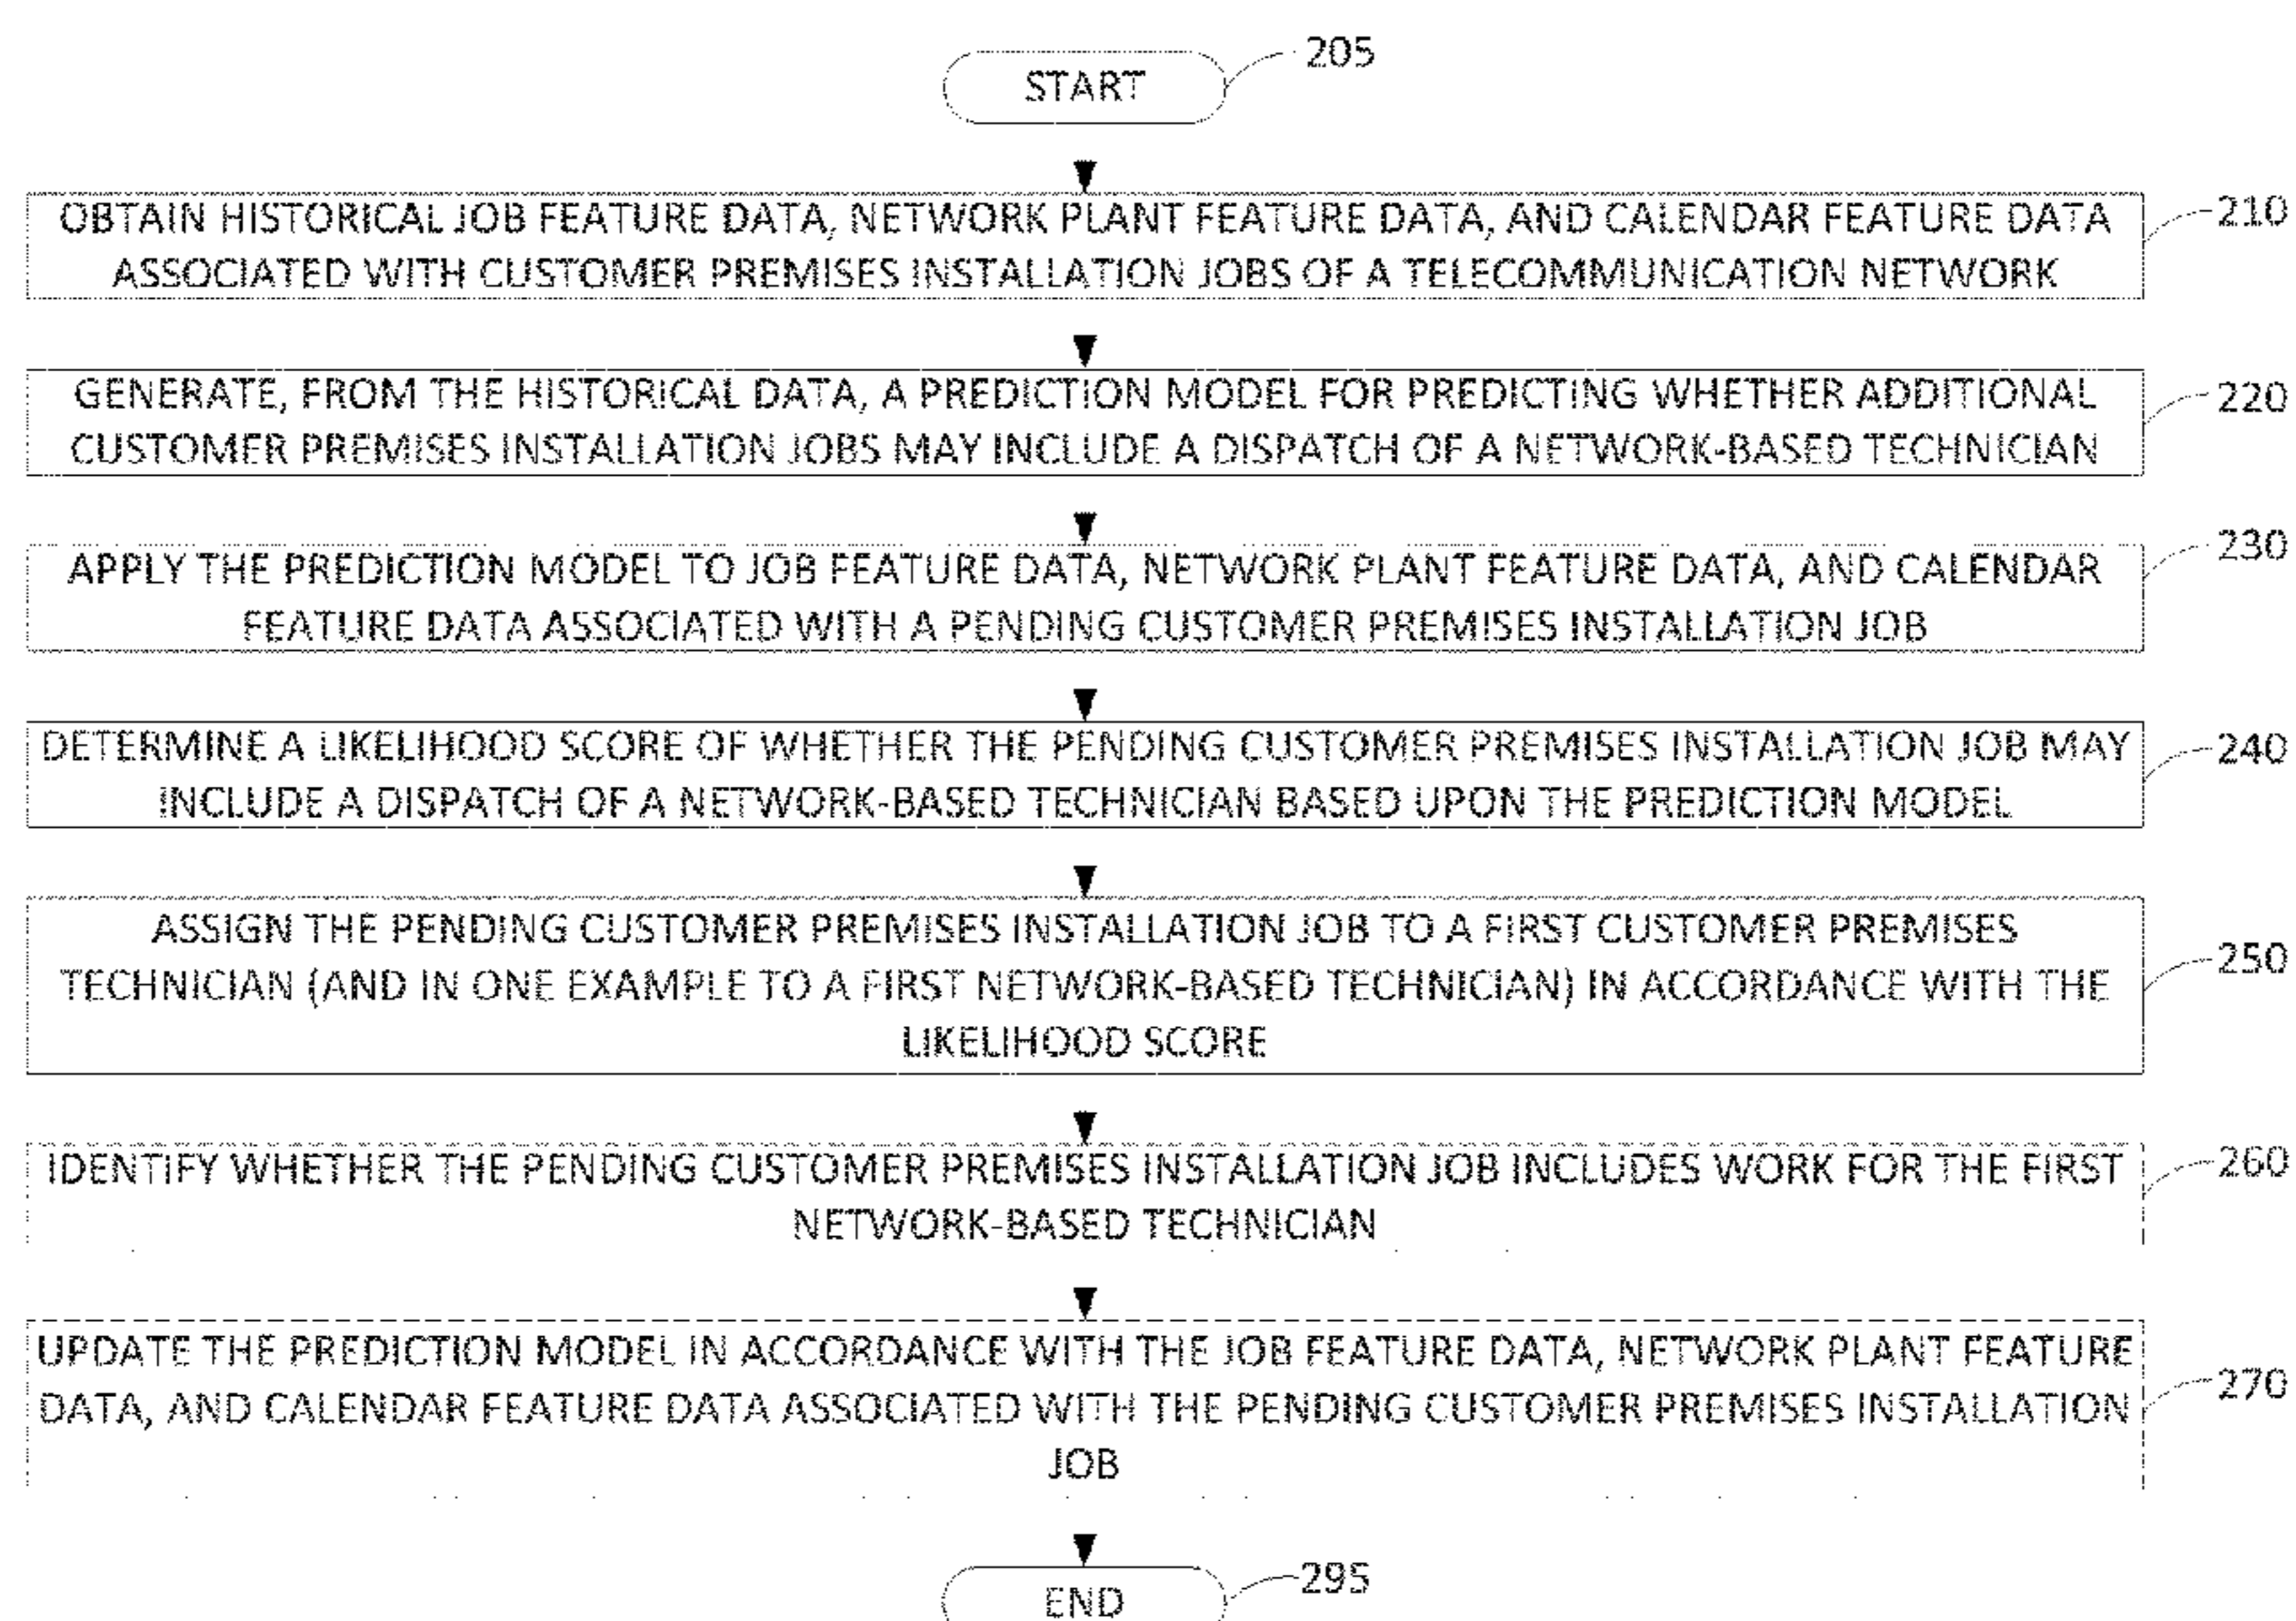 START
205
OBTAIN HISTORICAL JOB FEATURE DATA, NETWORK PLANT FEATURE DATA, AND CALENDAR FEATURE DATA
ASSOCIATED WITH CUSTOMER PREMISES INSTALLATION JOBS OF A TELECOMMUNICATION NETWORK
210
GENERATE, FROM THE HISTORICAL DATA, A PREDICTION MODEL FOR PREDICTING WHETHER ADDITIONAL
CUSTOMER PREMISES INSTALLATION JOBS MAY INCLUDE A DISPATCH OF A NETWORK-BASED TECHNICIAN
220
APPLY THE PREDICTION MODEL TO JOB FEATURE DATA, NETWORK PLANT FEATURE DATA, AND CALENDAR
FEATURE DATA ASSOCIATED WITH A PENDING CUSTOMER PREMISES INSTALLATION JOB
230
DETERMINE A LIKELIHOOD SCORE OF WHETHER THE PENDING CUSTOMER PREMISES INSTALLATION JOB MAY
INCLUDE A DISPATCH OF A NETWORK-BASED TECHNICIAN BASED UPON THE PREDICTION MODEL
240
ASSIGN THE PENDING CUSTOMER PREMISES INSTALLATION JOB TO A FIRST CUSTOMER PREMISES
TECHNICIAN (AND IN ONE EXAMPLE TO A FIRST NETWORK-BASED TECHNICIAN) IN ACCORDANCE WITH THE
LIKELIHOOD SCORE
250
IDENTIFY WHETHER THE PENDING CUSTOMER PREMISES INSTALLATION JOB INCLUDES WORK FOR THE FIRST
NETWORK-BASED TECHNICIAN
260
UPDATE THE PREDICTION MODEL IN ACCORDANCE WITH THE JOB FEATURE DATA, NETWORK PLANT FEATURE
DATA, AND CALENDAR FEATURE DATA ASSOCIATED WITH THE PENDING CUSTOMER PREMISES INSTALLATION
JOB
270
END
295